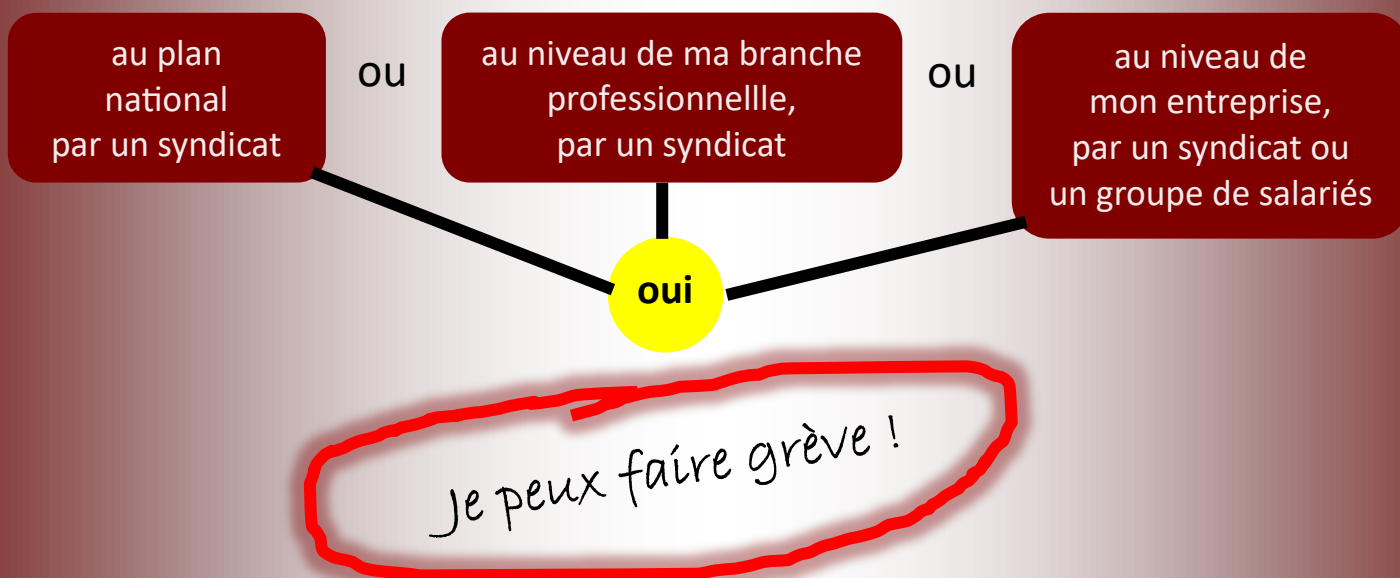 au plan
national
par un syndicat
ou
au niveau de ma branche
professionnellle,
par un syndicat
ou
au niveau de
mon entreprise,
par un syndicat ou
un groupe de salariés
oui
Je peux faire grève !